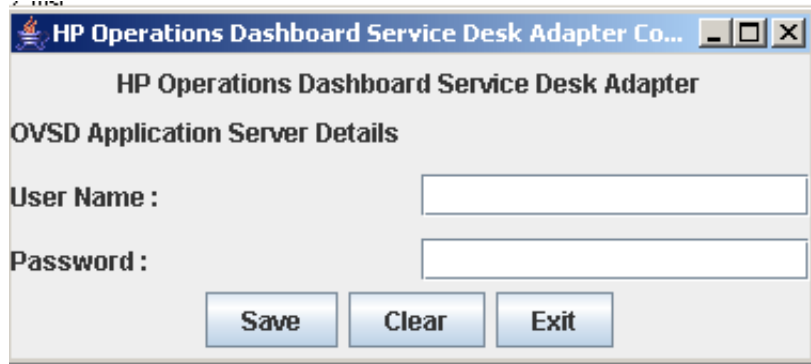 HP Operations Dashboard Service Desk Adapter Co...
HP Operations Dashboard Service Desk Adapter
OVSD Application Server Details
User Name :
Password :
Save Clear Exit